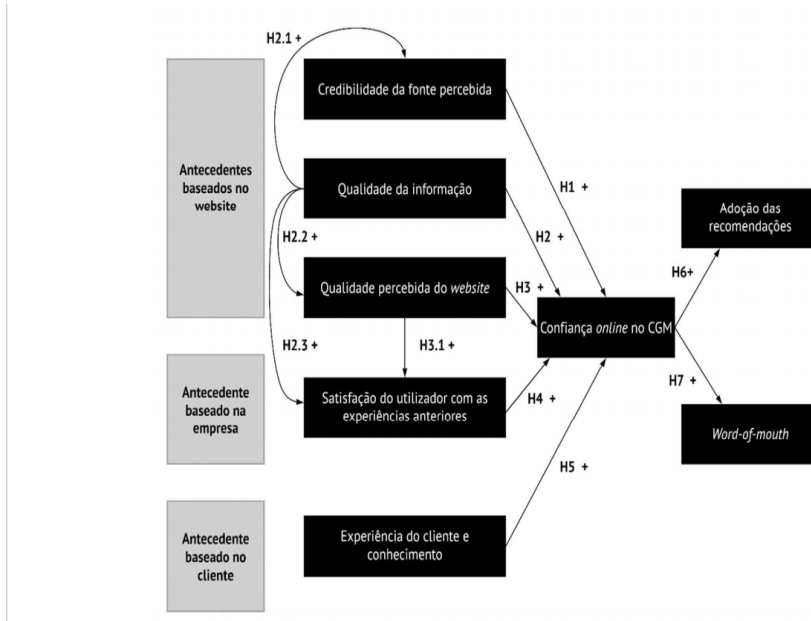 H2.1 +
Credibilidade da fonte percebida
Antecedentes
baseados no
website
Qualidade da informação
H1 +
Adoção das
recomendações
H2.2 +
H2 +
Qualidade percebida do website
H3 +
H6+
Confiança online no CGM
H2.3 +
H3.1 +
H7 +
Antecedente
baseado na
empresa
Satisfação do utilizador com as
experiências anteriores
H4 +
Word-of-mouth
H5 +
Antecedente
baseado no
cliente
Experiência do cliente e
conhecimento